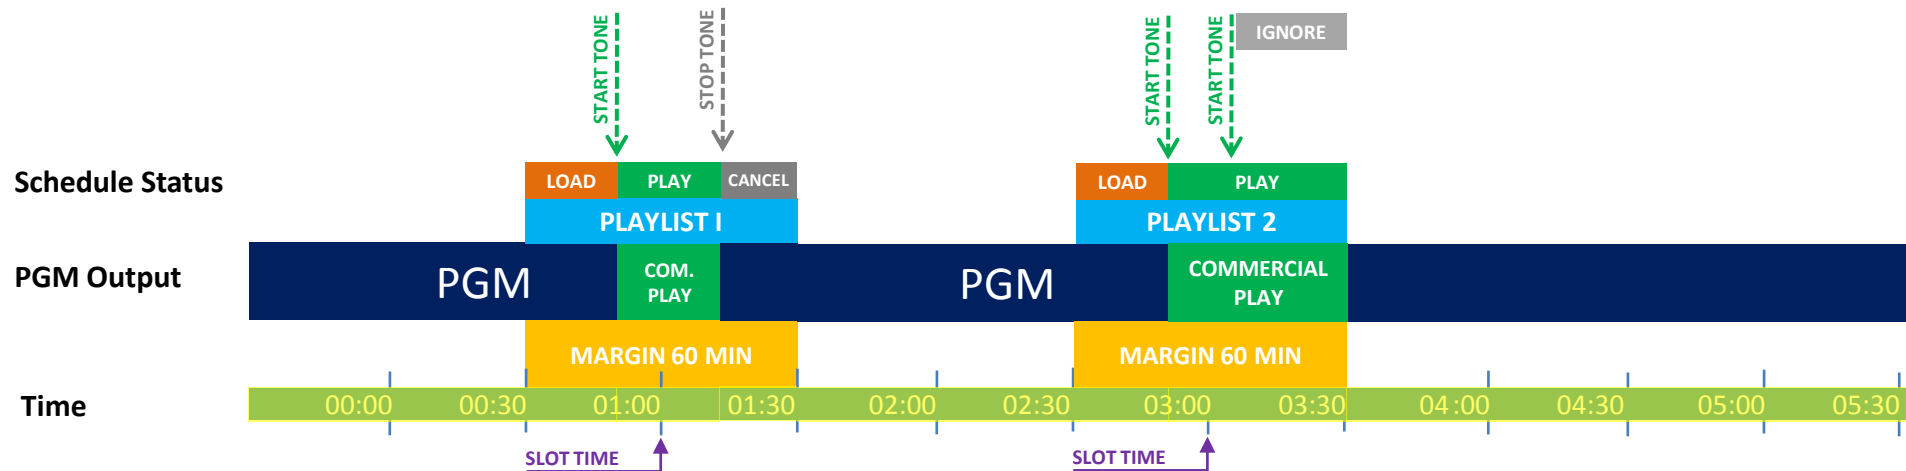 START TONE
STOP TONE
START TONE
START TONE
IGNORE
Schedule Status
LOAD
PLAY
CANCEL
LOAD
PLAY
PLAYLIST I
PLAYLIST 2
PGM Output
PGM
COM.
PLAY
PGM
COMMERCIAL
PLAY
MARGIN 60 MIN
MARGIN 60 MIN
Time
00:00
00:30
01:00
01:30
02:00
02:30
03:00
03:30
04:00
04:30
05:00
05:30
SLOT TIME
SLOT TIME